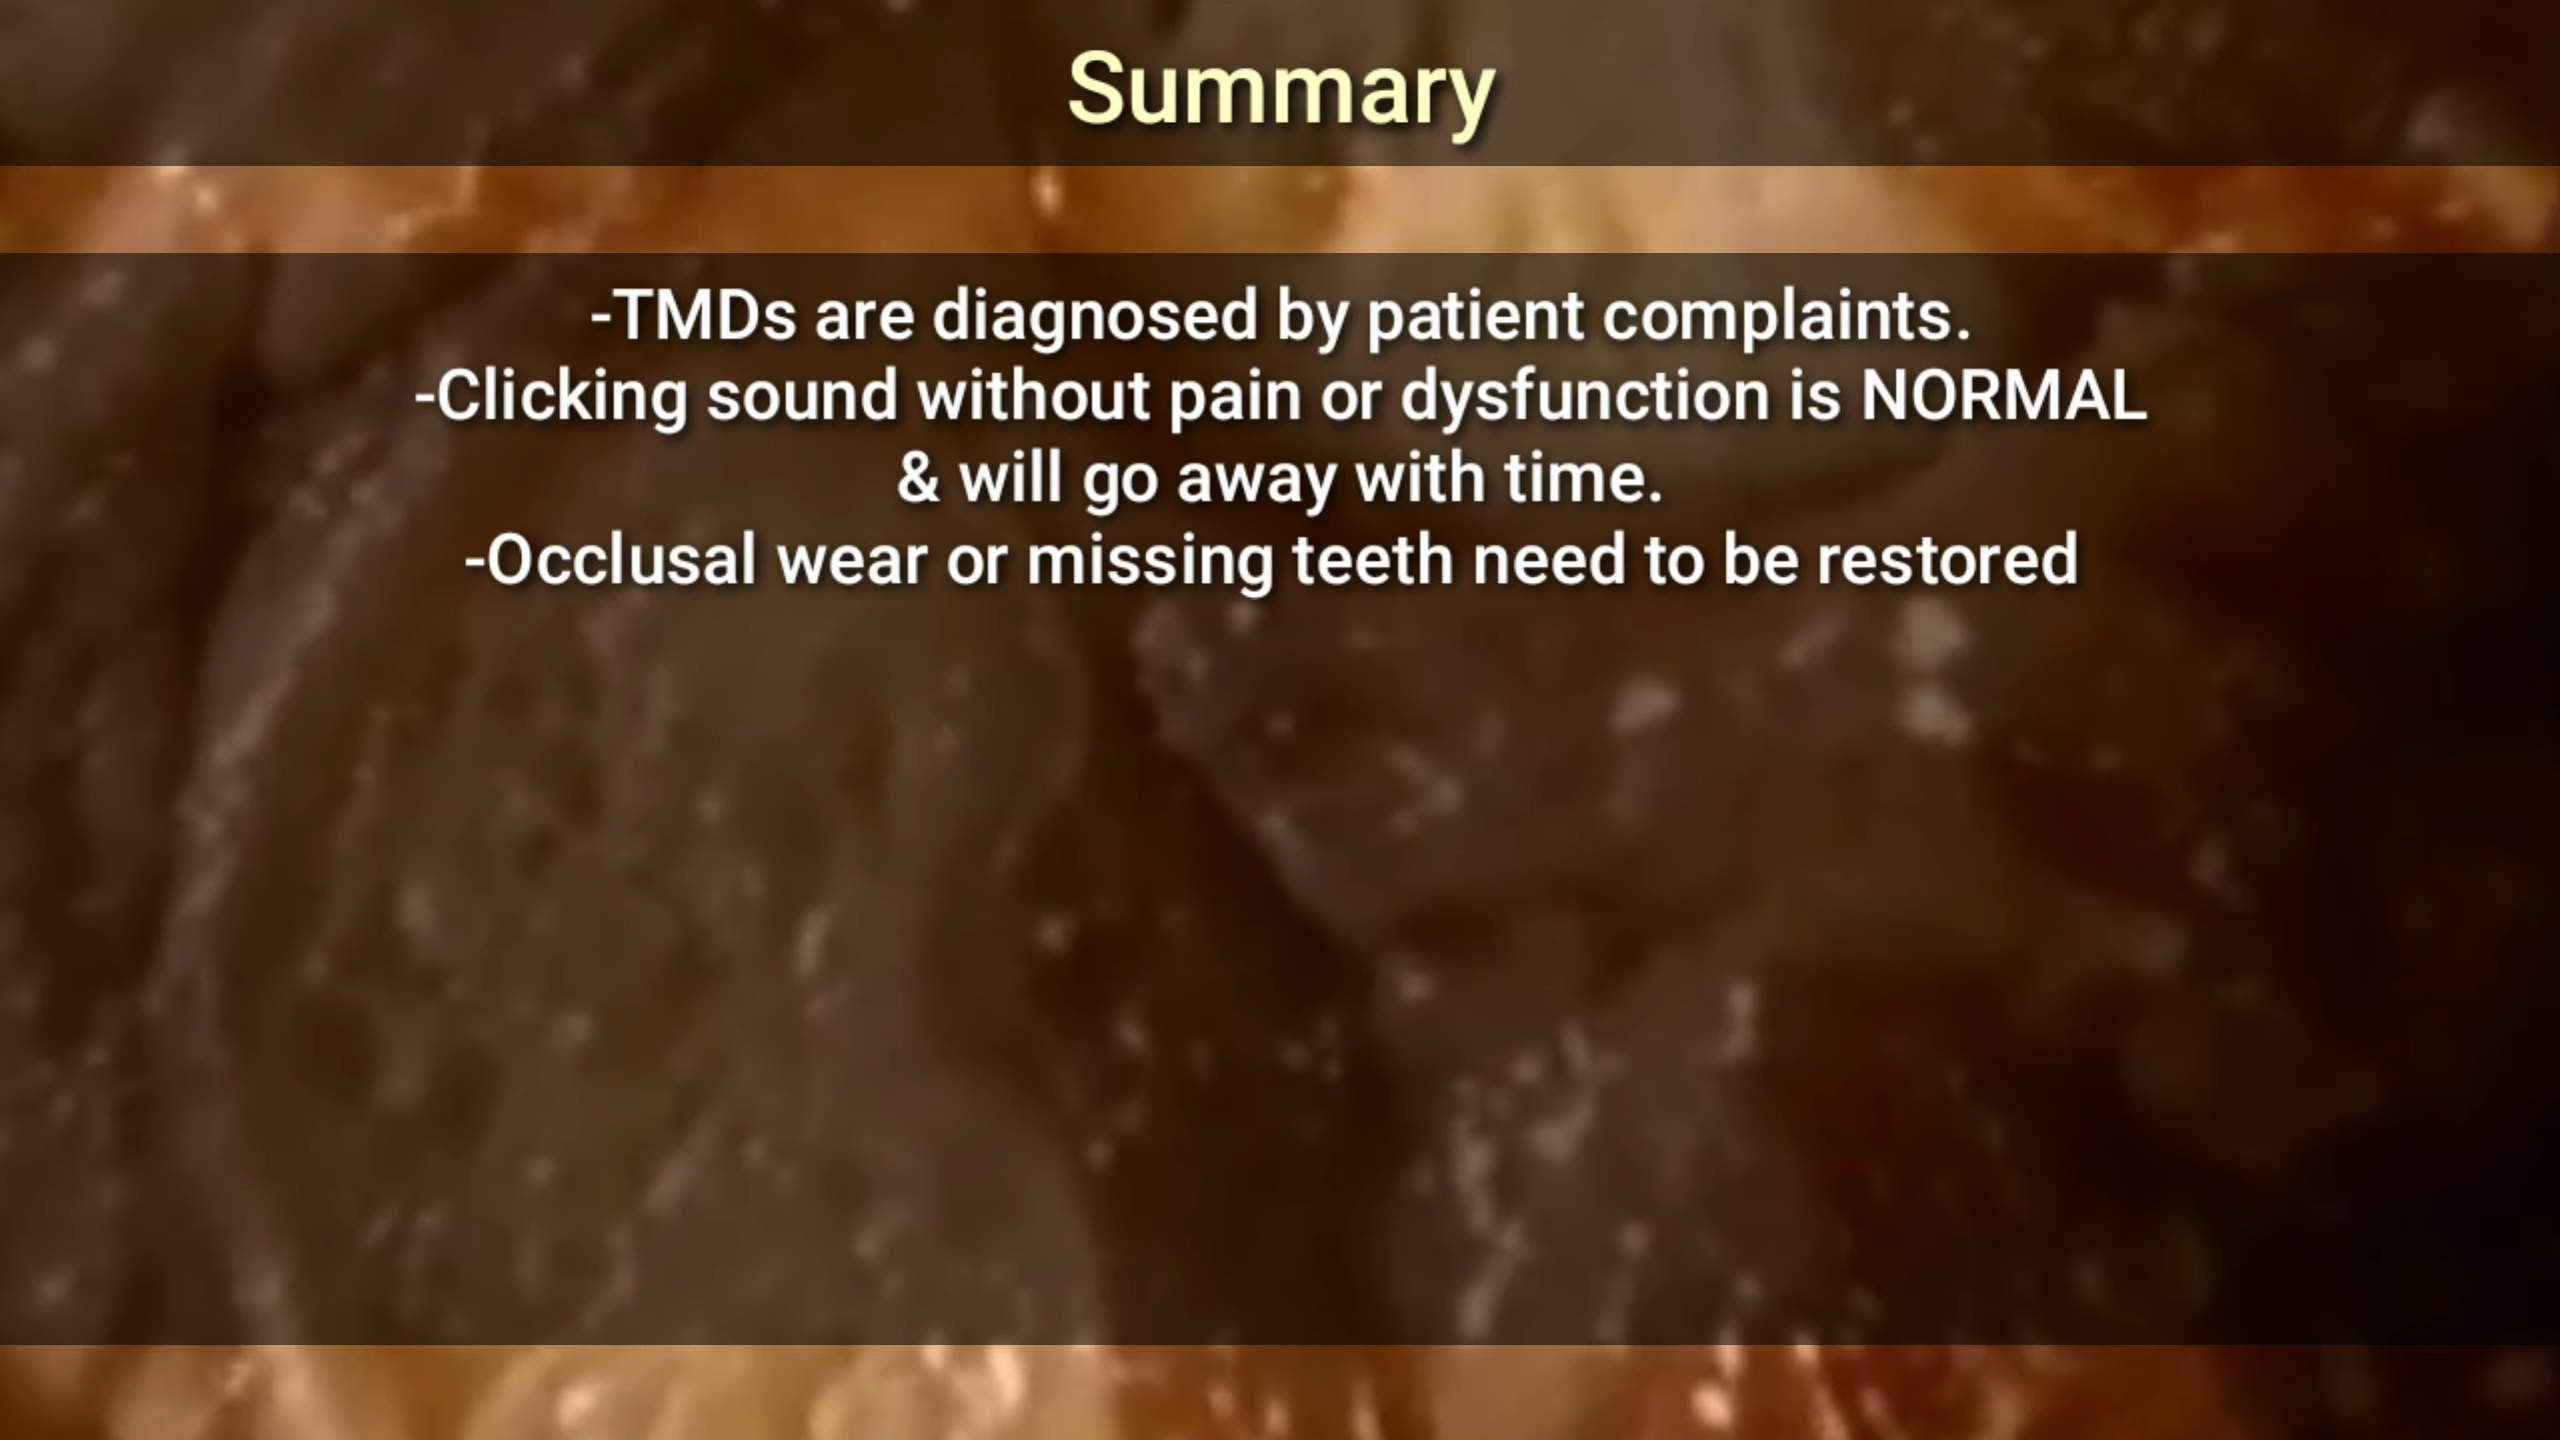 Summary
-TMDs are diagnosed by patient complaints.
-Clicking sound without pain or dysfunction is NORMAL
& will go away with time.
-Occlusal wear or missing teeth need to be restored